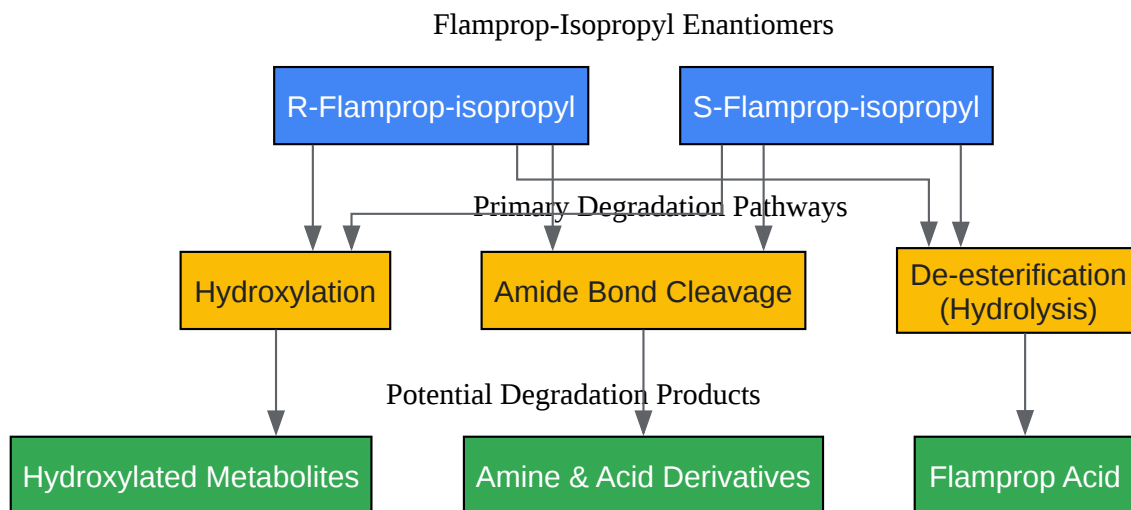 Flamprop-Isopropyl Enantiomers
R-Flamprop-isopropyl
S-Flamprop-isopropyl
Primary Degradation Pathways
Hydroxylation
Amide Bond Cleavage
De-esterification
(Hydrolysis)
Potential Degradation Products
Hydroxylated Metabolites
Amine & Acid Derivatives
Flamprop Acid